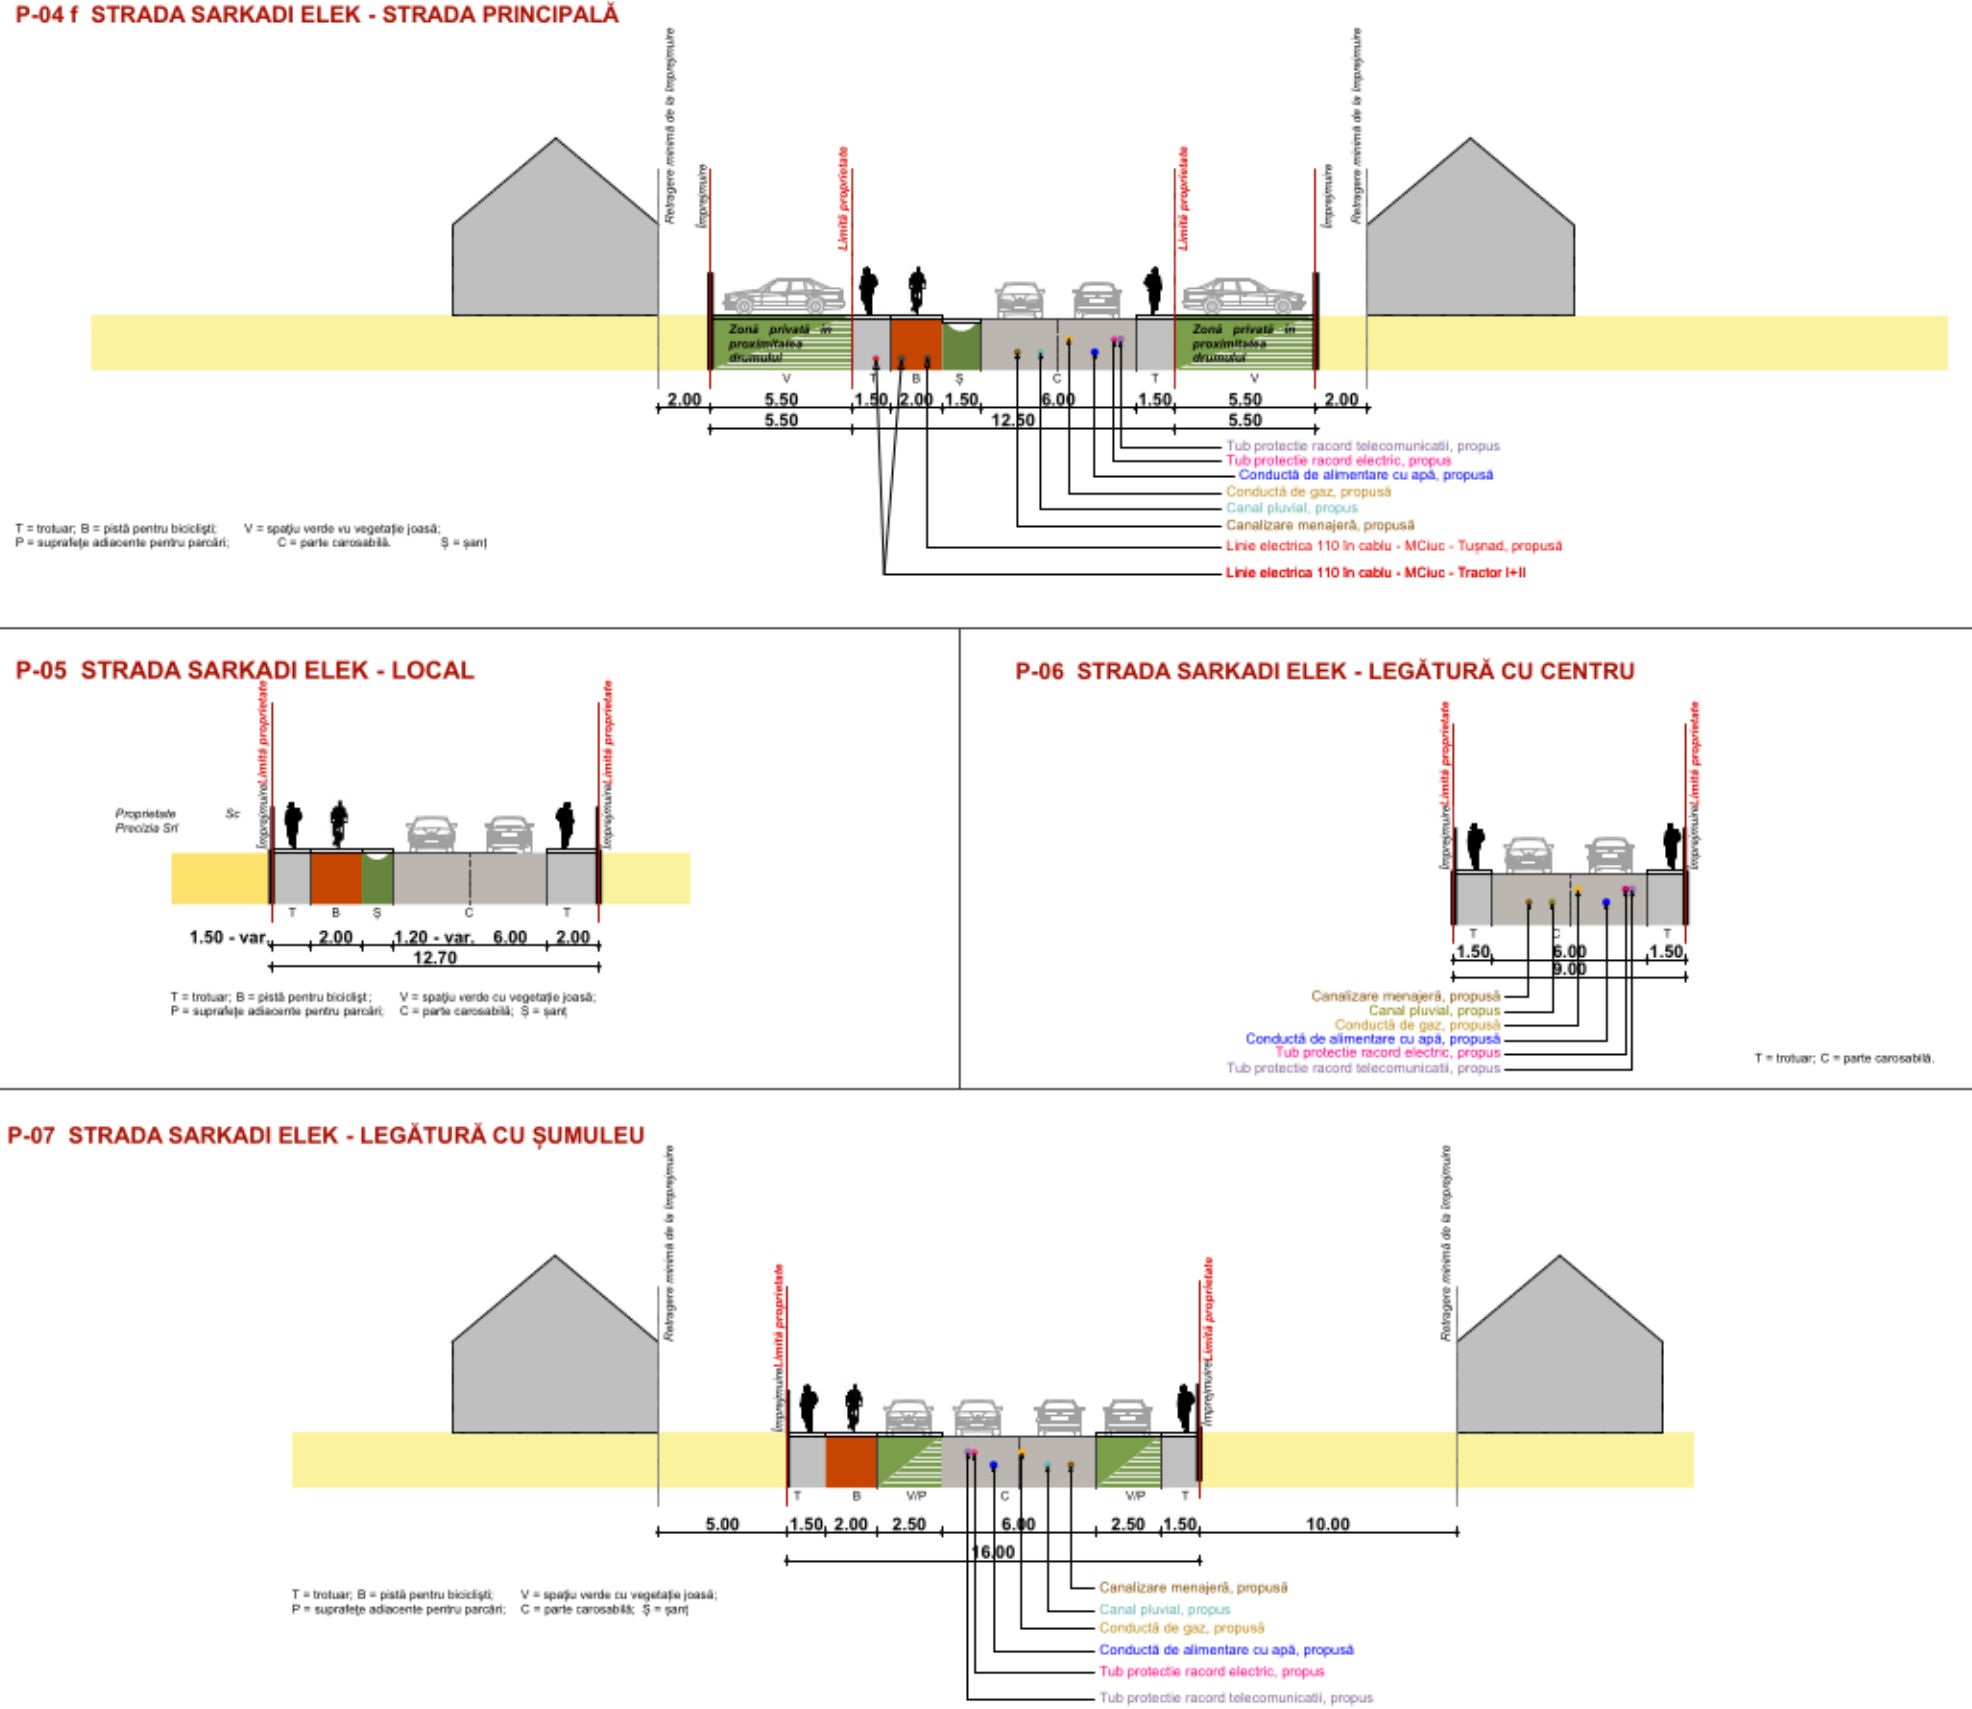 P-04 f STRADA SARKADI ELEK - STRADA PRINCIPALĂ
Retragere minimă de la împrejmuire
Împrejmuire
Limită proprietate
Limită proprietate
Împrejmuire
Retragere minimă de la împrejmuire
Zonă privată în
proximitatea
drumului
Zonă privată în
proximitatea
drumului
V T B Ș C T V
2.00 5.50 1.50 2.00 1.50 6.00 1.50 5.50 2.00
5.50 12.50 5.50
Tub protectie racord telecomunicatii, propus
Tub protectie racord electric, propus
Conductă de alimentare cu apă, propusă
Conductă de gaz, propusă
Canal pluvial, propus
Canalizare menajeră, propusă
Linie electrica 110 în cablu - MCiuc - Tușnad, propusă
Linie electrica 110 în cablu - MCiuc - Tractor I+II
T = trotuar; B = pistă pentru bicicliști; V = spațiu verde vu vegetație joasă;
P = suprafețe adiacente pentru parcări; C = parte carosabilă. Ș = șanț
P-05 STRADA SARKADI ELEK - LOCAL
Împrejmuire Limită proprietate
Împrejmuire Limită proprietate
Proprietate Sc
Precizia Srl
T B Ș C T
1.50 - var. 2.00 1.20 - var. 6.00 2.00
12.70
T = trotuar; B = pistă pentru biciclișt; V = spațiu verde cu vegetație joasă;
P = suprafețe adiacente pentru parcări; C = parte carosabilă; Ș = șanț
P-06 STRADA SARKADI ELEK - LEGĂTURĂ CU CENTRU
Împrejmuire Limită proprietate
Împrejmuire Limită proprietate
T C T
1.50 6.00 1.50
9.00
Canalizare menajeră, propusă
Canal pluvial, propus
Conductă de gaz, propusă
Conductă de alimentare cu apă, propusă
Tub protectie racord electric, propus
Tub protectie racord telecomunicatii, propus
T = trotuar; C = parte carosabilă.
P-07 STRADA SARKADI ELEK - LEGĂTURĂ CU ȘUMULEU
Retragere minimă de la împrejmuire
Împrejmuire Limită proprietate
Împrejmuire Limită proprietate
Retragere minimă de la împrejmuire
T B V/P C V/P T
5.00 1.50 2.00 2.50 6.00 2.50 1.50 10.00
16.00
T = trotuar; B = pistă pentru bicicliști; V = spațiu verde cu vegetație joasă;
P = suprafețe adiacente pentru parcări; C = parte carosabilă; Ș = șanț
Canalizare menajeră, propusă
Canal pluvial, propus
Conductă de gaz, propusă
Conductă de alimentare cu apă, propusă
Tub protectie racord electric, propus
Tub protectie racord telecomunicatii, propus